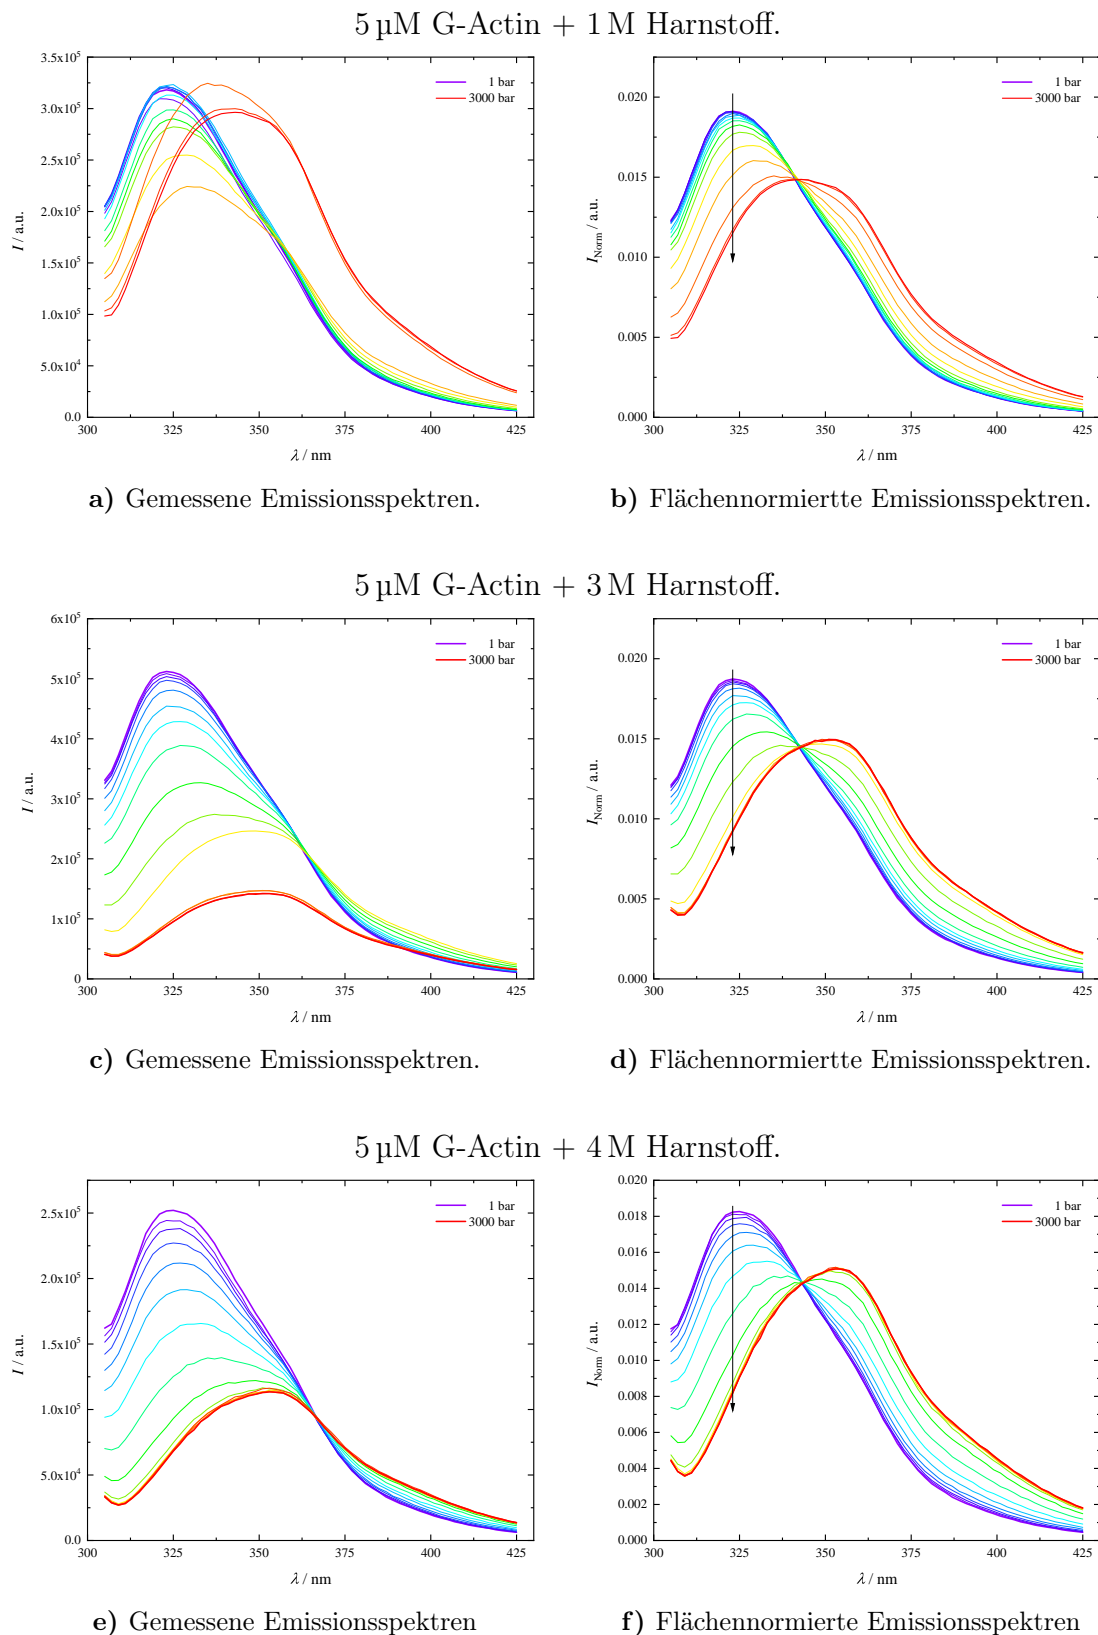 5 µM G-Actin + 1 M Harnstoff.
3.5x10⁵
3.0x10⁵
2.5x10⁵
2.0x10⁵
1.5x10⁵
1.0x10⁵
5.0x10⁴
0.0
I / a.u.
300 325 350 375 400 425
λ / nm
1 bar
3000 bar
0.020
0.015
0.010
0.005
0.000
I_Norm / a.u.
300 325 350 375 400 425
λ / nm
1 bar
3000 bar
a) Gemessene Emissionsspektren.
b) Flächennormiertte Emissionsspektren.
5 µM G-Actin + 3 M Harnstoff.
6x10⁵
5x10⁵
4x10⁵
3x10⁵
2x10⁵
1x10⁵
0
I / a.u.
300 325 350 375 400 425
λ / nm
1 bar
3000 bar
0.020
0.015
0.010
0.005
0.000
I_Norm / a.u.
300 325 350 375 400 425
λ / nm
1 bar
3000 bar
c) Gemessene Emissionsspektren.
d) Flächennormiertte Emissionsspektren.
5 µM G-Actin + 4 M Harnstoff.
2.5x10⁵
2.0x10⁵
1.5x10⁵
1.0x10⁵
5.0x10⁴
0.0
I / a.u.
300 325 350 375 400 425
λ / nm
1 bar
3000 bar
0.020
0.018
0.016
0.014
0.012
0.010
0.008
0.006
0.004
0.002
0.000
I_Norm / a.u.
300 325 350 375 400 425
λ / nm
1 bar
3000 bar
e) Gemessene Emissionsspektren
f) Flächennormierte Emissionsspektren